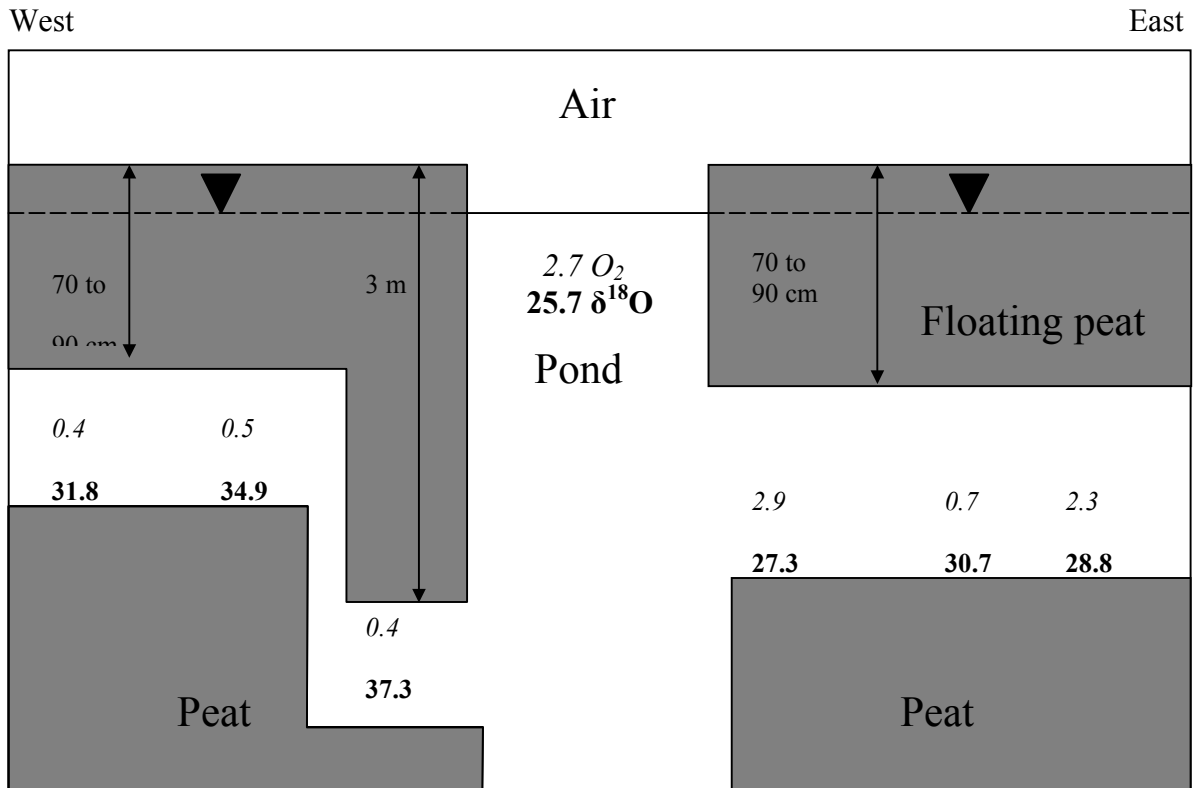 West
East
Air
70 to
90 cm
3 m
2.7 O₂
25.7 δ¹⁸O
Pond
70 to
90 cm
Floating peat
0.4 0.5
31.8 34.9
2.9 0.7 2.3
27.3 30.7 28.8
0.4
37.3
Peat
Peat